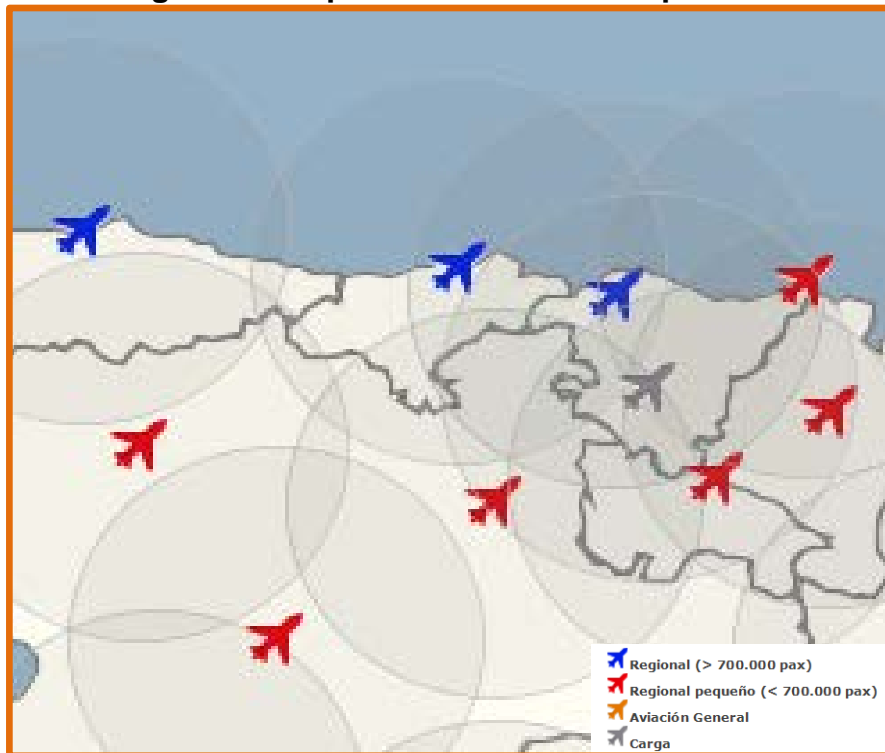 Regional (> 700.000 pax)
Regional pequeño (< 700.000 pax)
Aviación General
Carga